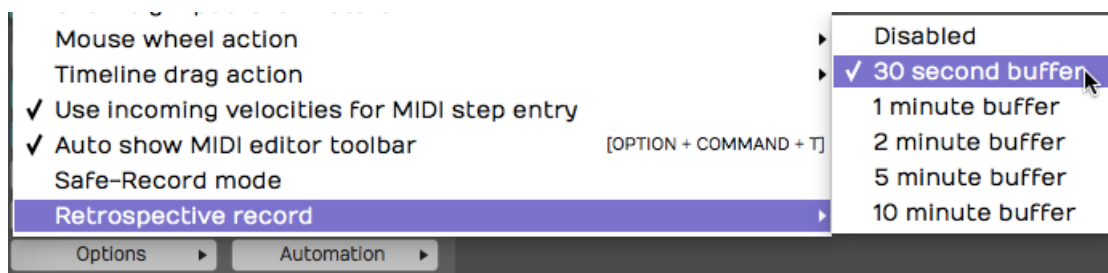 Mouse wheel action
Timeline drag action
✓ Use incoming velocities for MIDI step entry
✓ Auto show MIDI editor toolbar [OPTION + COMMAND + T]
Safe-Record mode
Retrospective record
Disabled
✓ 30 second buffer
1 minute buffer
2 minute buffer
5 minute buffer
10 minute buffer
Options
Automation